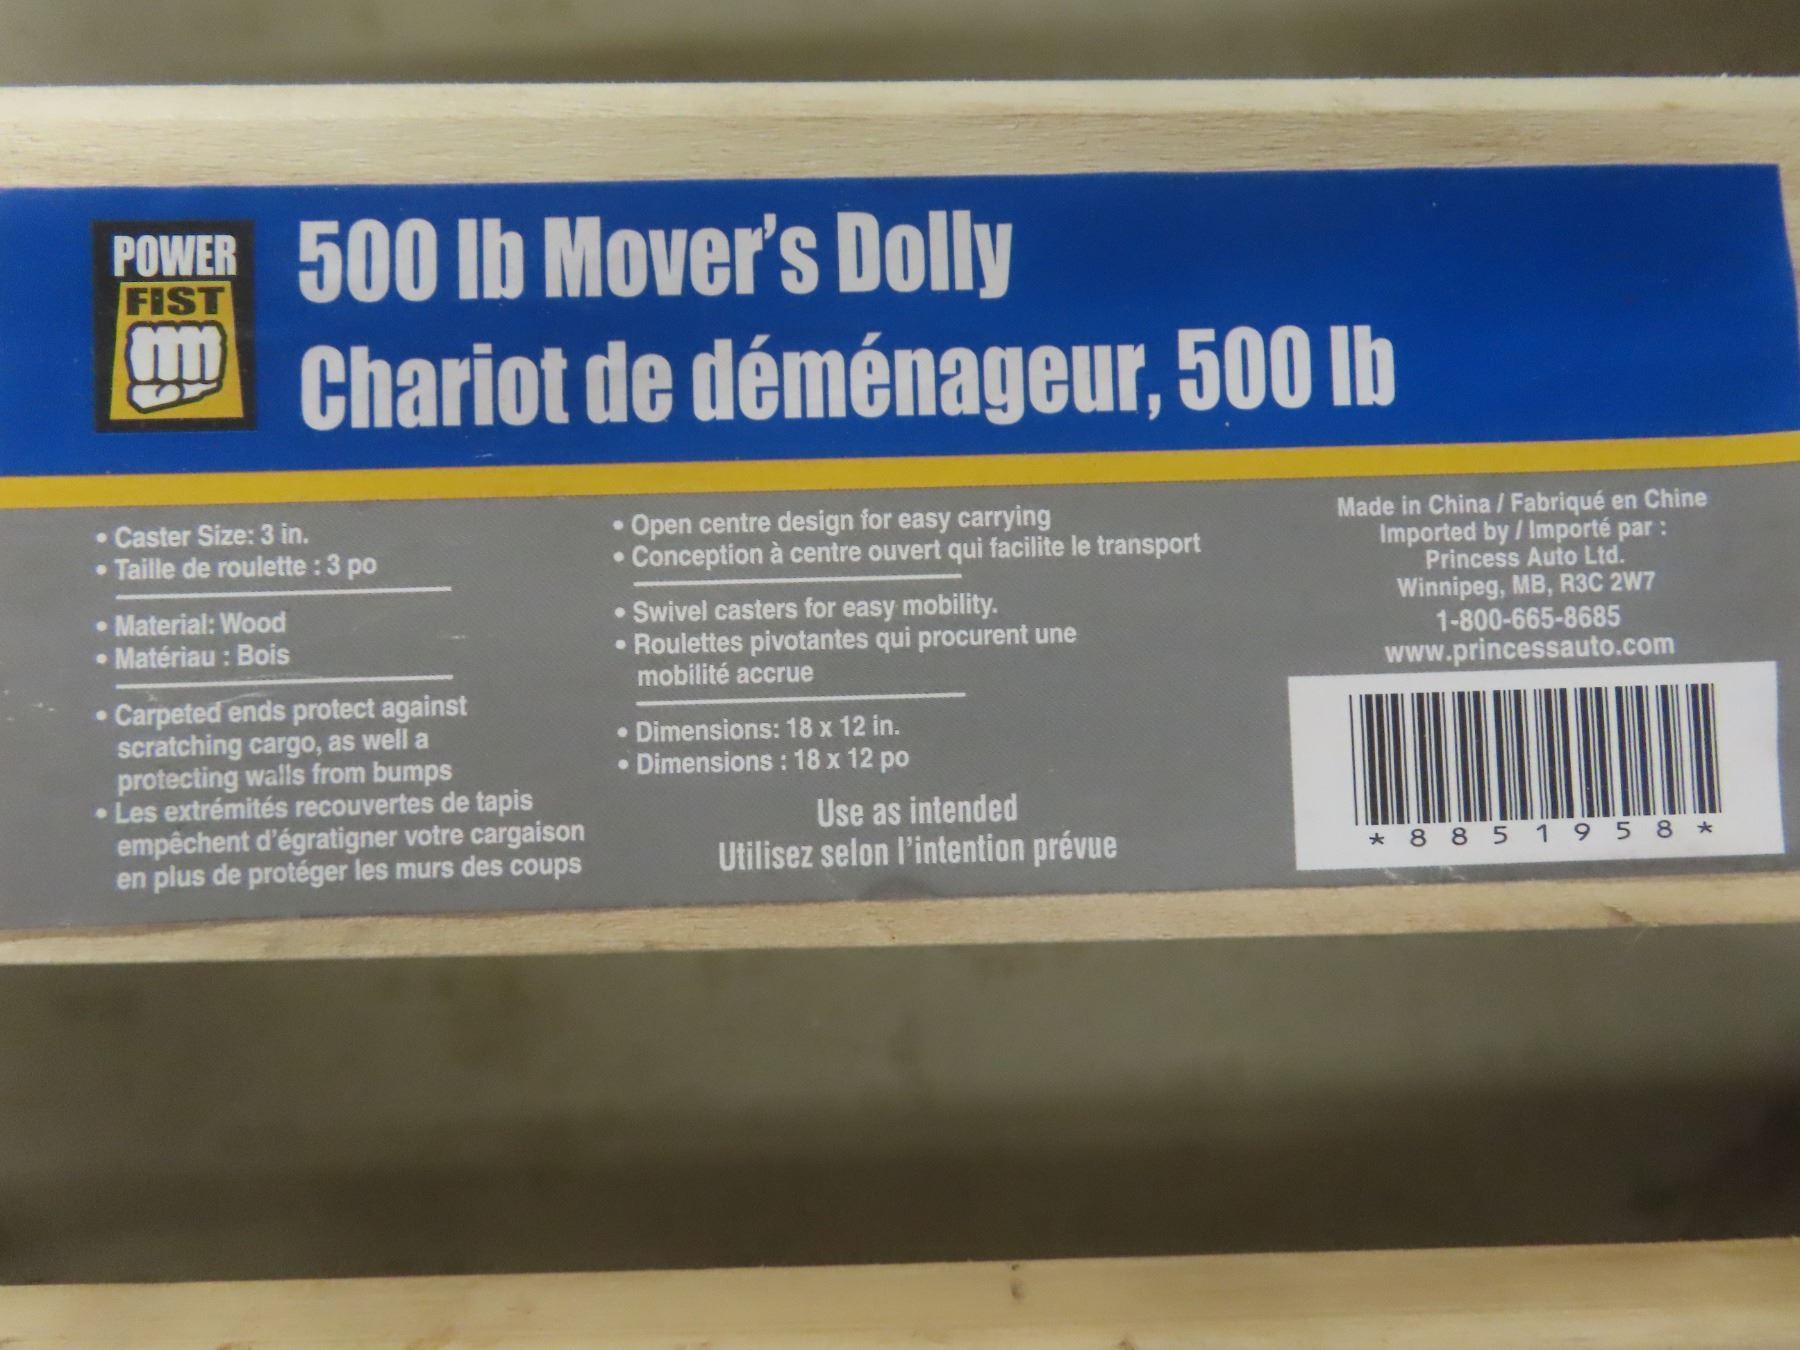 POWER
FIST
500 lb Mover's Dolly
Chariot de déménageur, 500 lb
• Caster Size: 3 in.
• Taille de roulette : 3 po
• Material: Wood
• Matériau : Bois
• Carpeted ends protect against
scratching cargo, as well a
protecting walls from bumps
• Les extrémités recouvertes de tapis
empêchent d'égratigner votre cargaison
en plus de protéger les murs des coups
• Open centre design for easy carrying
• Conception à centre ouvert qui facilite le transport
• Swivel casters for easy mobility.
• Roulettes pivotantes qui procurent une
mobilité accrue
• Dimensions: 18 x 12 in.
• Dimensions : 18 x 12 po
Use as intended
Utilisez selon l'intention prévue
Made in China / Fabriqué en Chine
Imported by / Importé par :
Princess Auto Ltd.
Winnipeg, MB, R3C 2W7
1-800-665-8685
www.princessauto.com
*8851958*